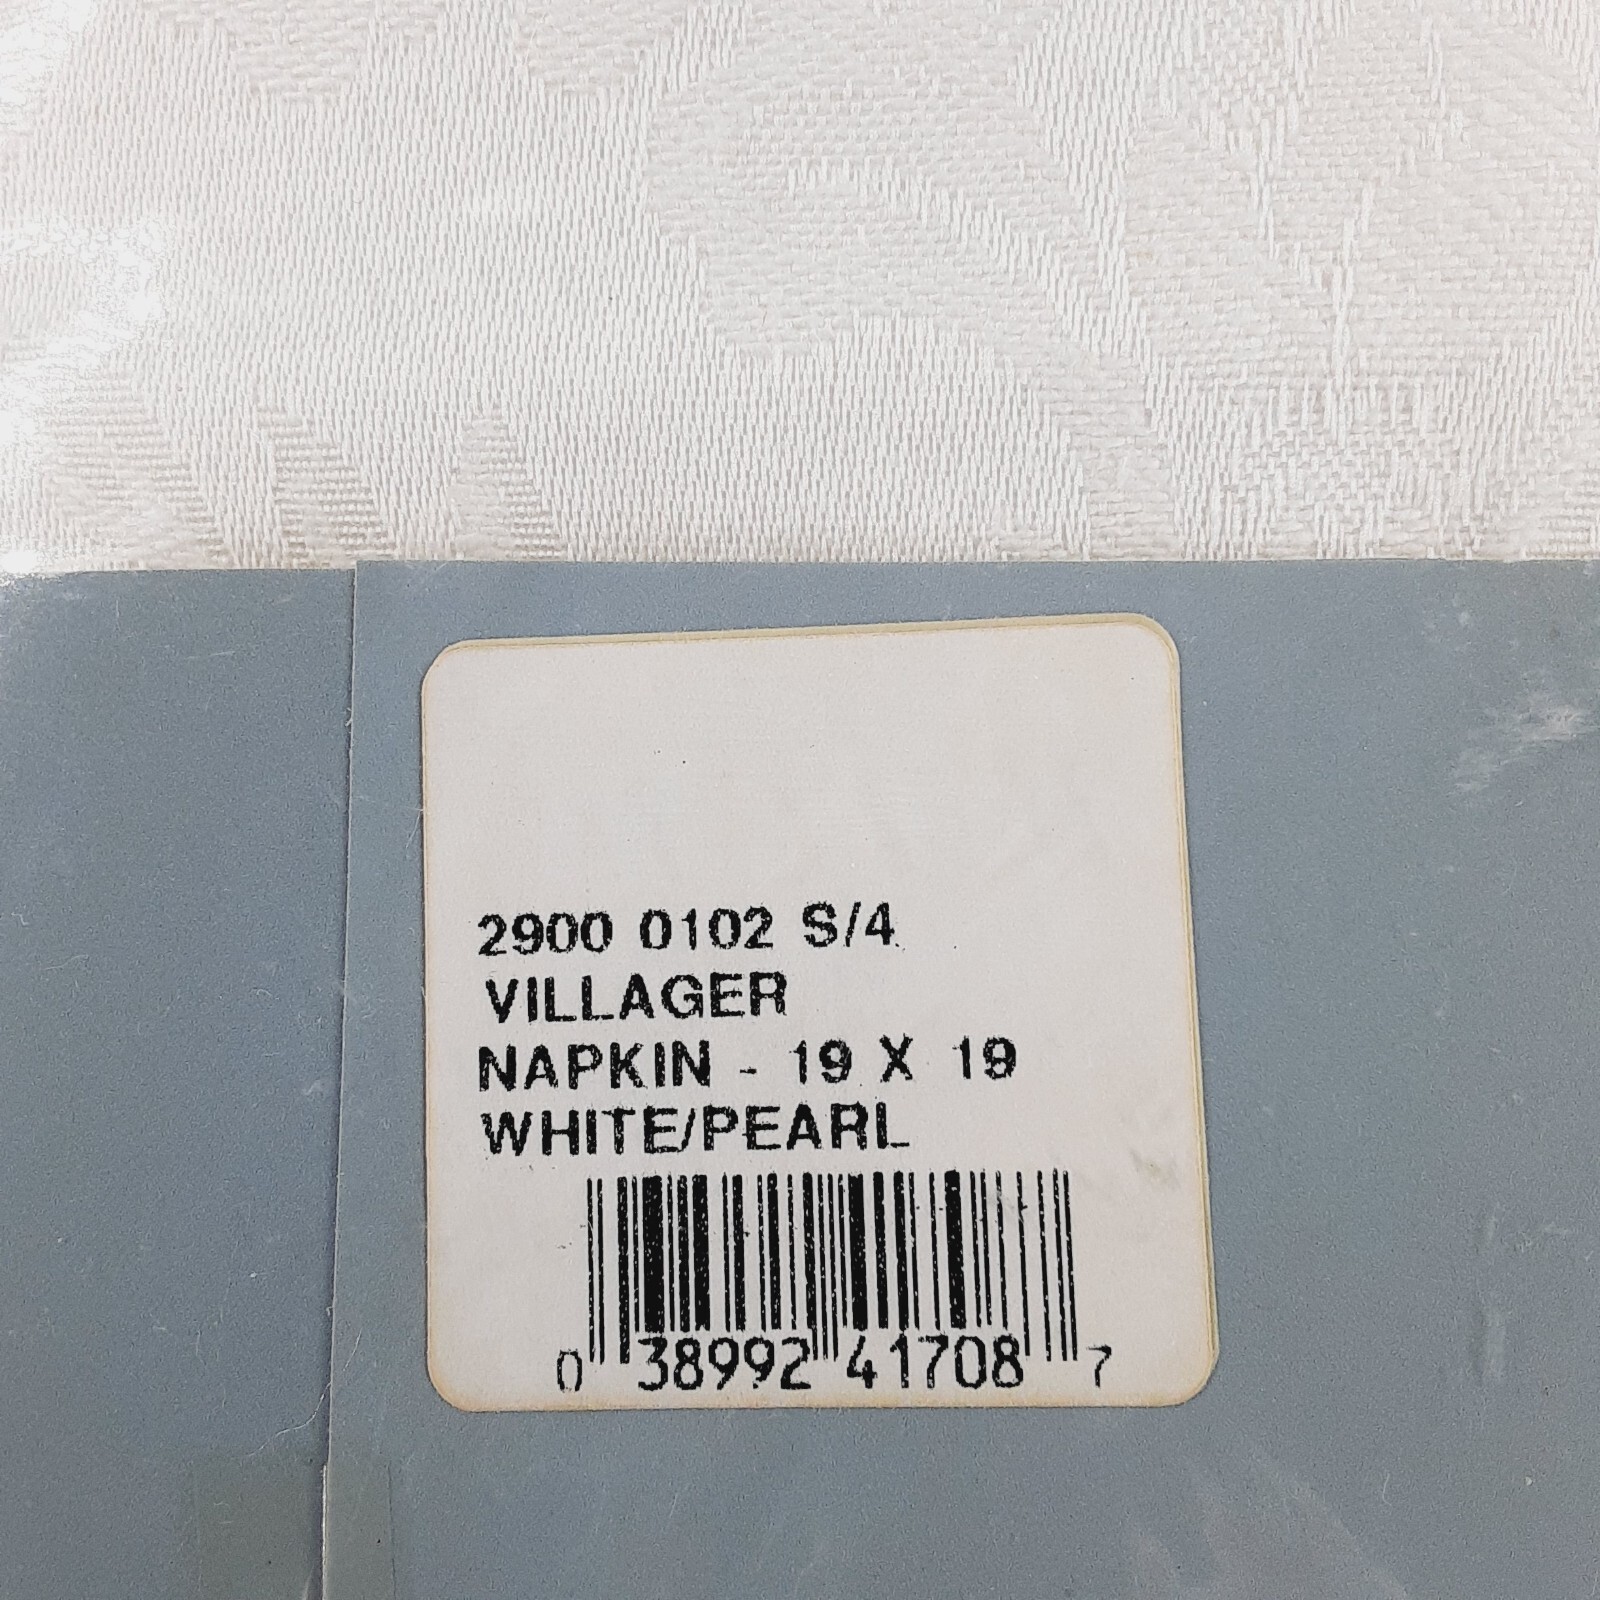 2900 0102 S/4
VILLAGER
NAPKIN - 19 X 19
WHITE/PEARL
0 38992 41708 7